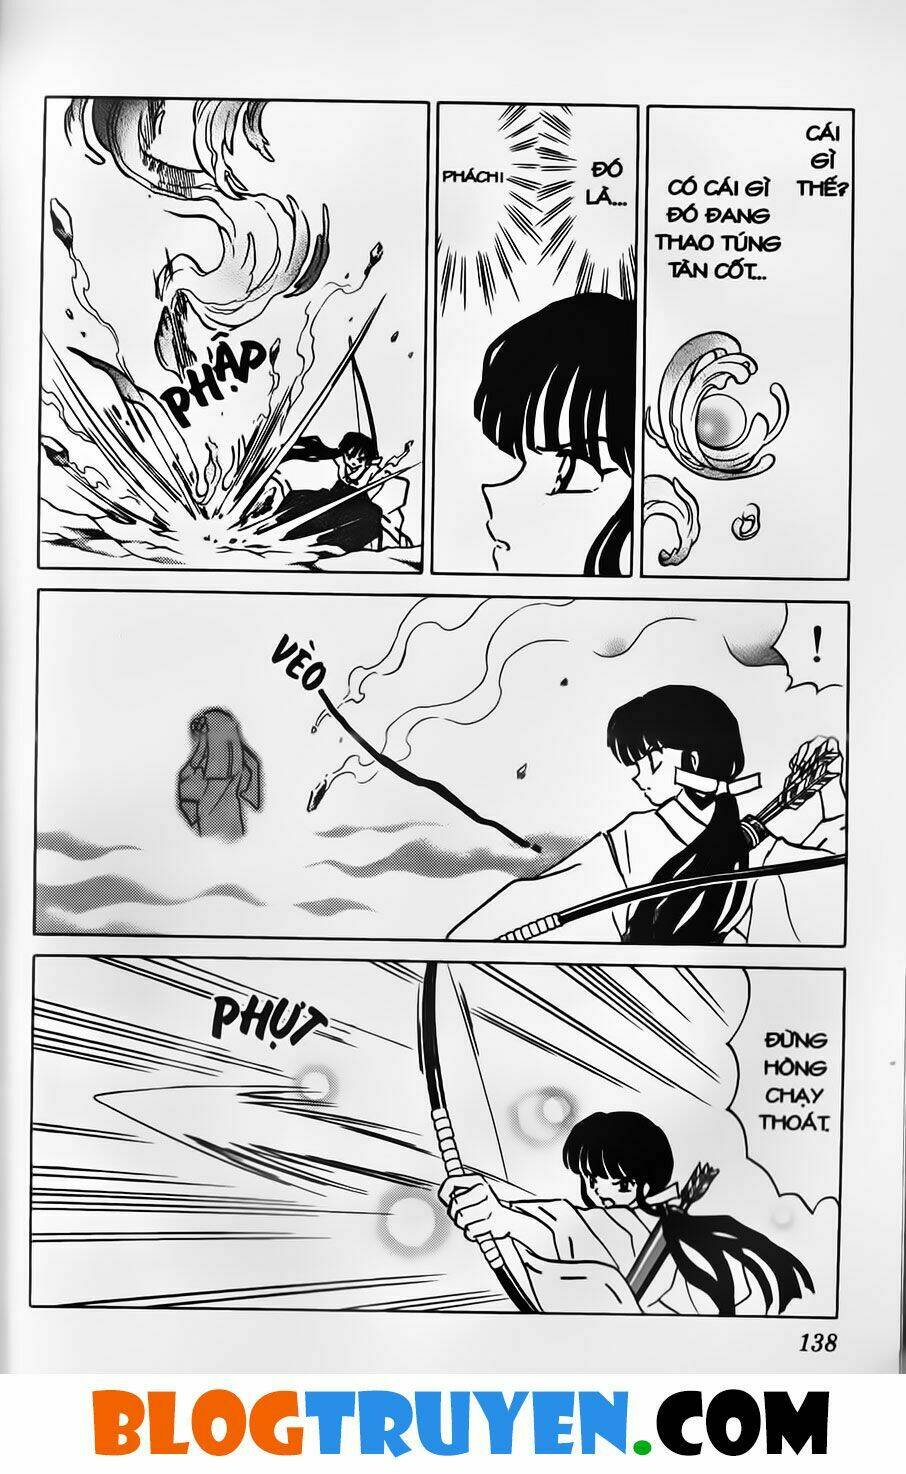 CÁI
GÌ
THẾ?
CÓ CÁI GÌ
ĐÓ ĐANG
THAO TÚNG
TÀN CỐT...
ĐÓ
LÀ...
PHÁCH!
PHẬP
!
VÈO
ĐỪNG
HÒNG
CHẠY
THOÁT.
PHỰT
138
BLOGTRUYEN.COM